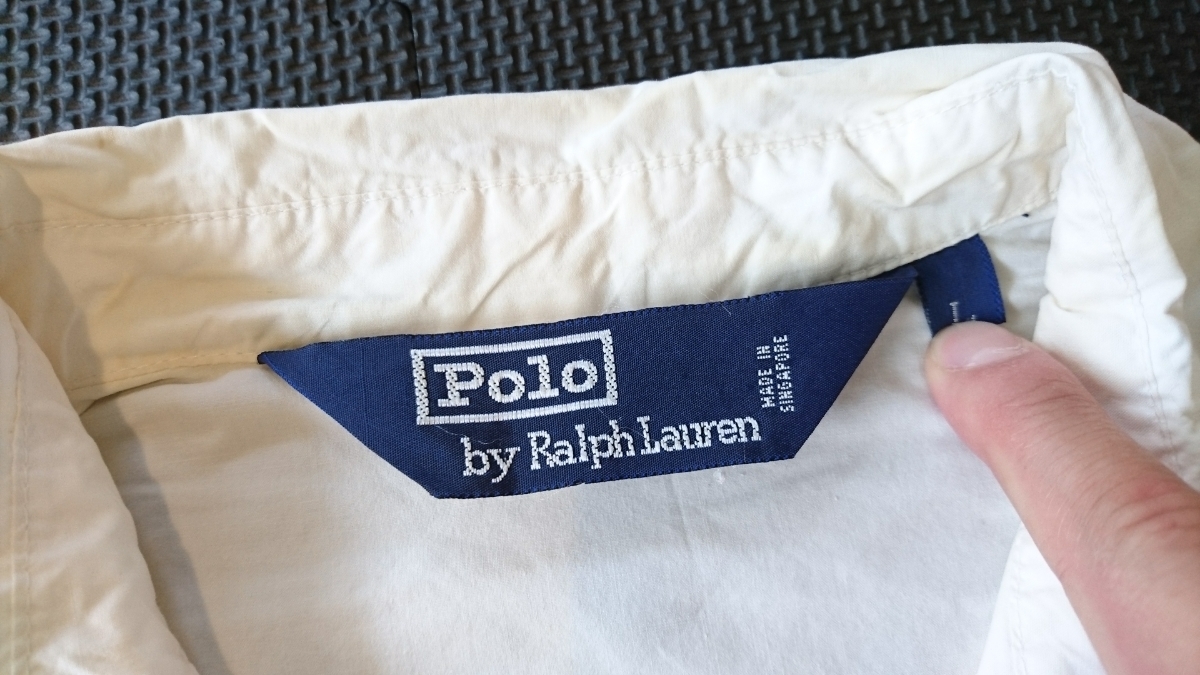 Polo
by Ralph Lauren
MADE IN
SINGAPORE